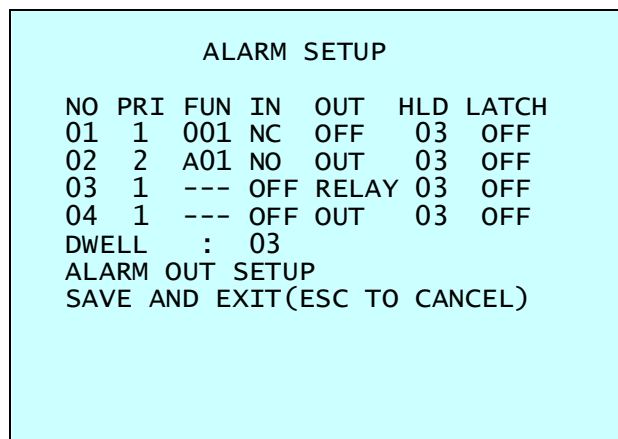 ALARM SETUP
NO PRI FUN IN OUT HLD LATCH
01 1 001 NC OFF 03 OFF
02 2 A01 NO OUT 03 OFF
03 1 --- OFF RELAY 03 OFF
04 1 --- OFF OUT 03 OFF
DWELL : 03
ALARM OUT SETUP
SAVE AND EXIT(ESC TO CANCEL)